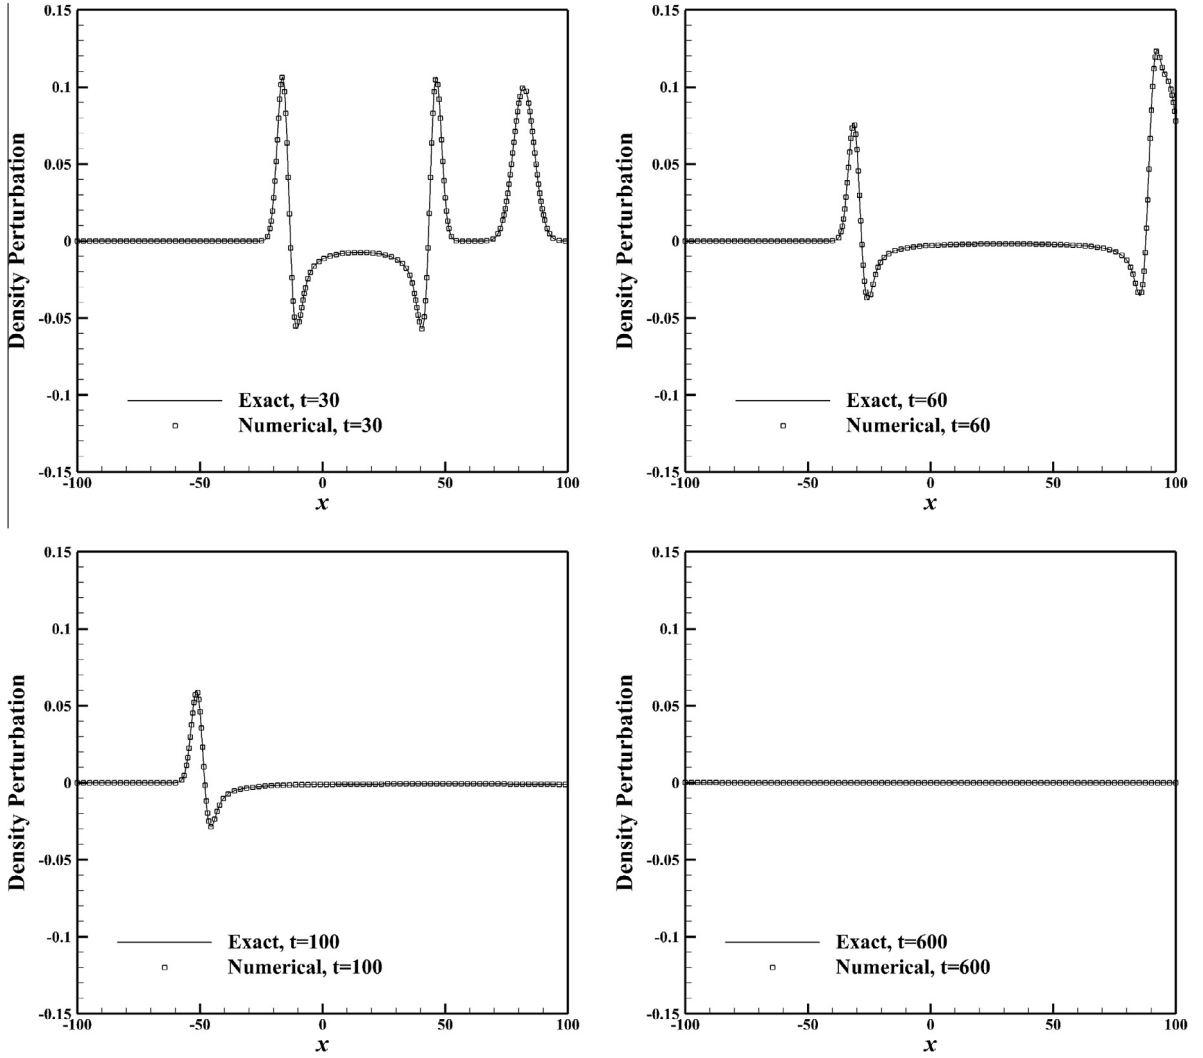 0.15
0.1
0.05
0
-0.05
-0.1
-0.15
Density Perturbation
Exact, t=30
Numerical, t=30
-100 -50 0 50 100
x
0.15
0.1
0.05
0
-0.05
-0.1
-0.15
Density Perturbation
Exact, t=60
Numerical, t=60
-100 -50 0 50 100
x
0.15
0.1
0.05
0
-0.05
-0.1
-0.15
Density Perturbation
Exact, t=100
Numerical, t=100
-100 -50 0 50 100
x
0.15
0.1
0.05
0
-0.05
-0.1
-0.15
Density Perturbation
Exact, t=600
Numerical, t=600
-100 -50 0 50 100
x